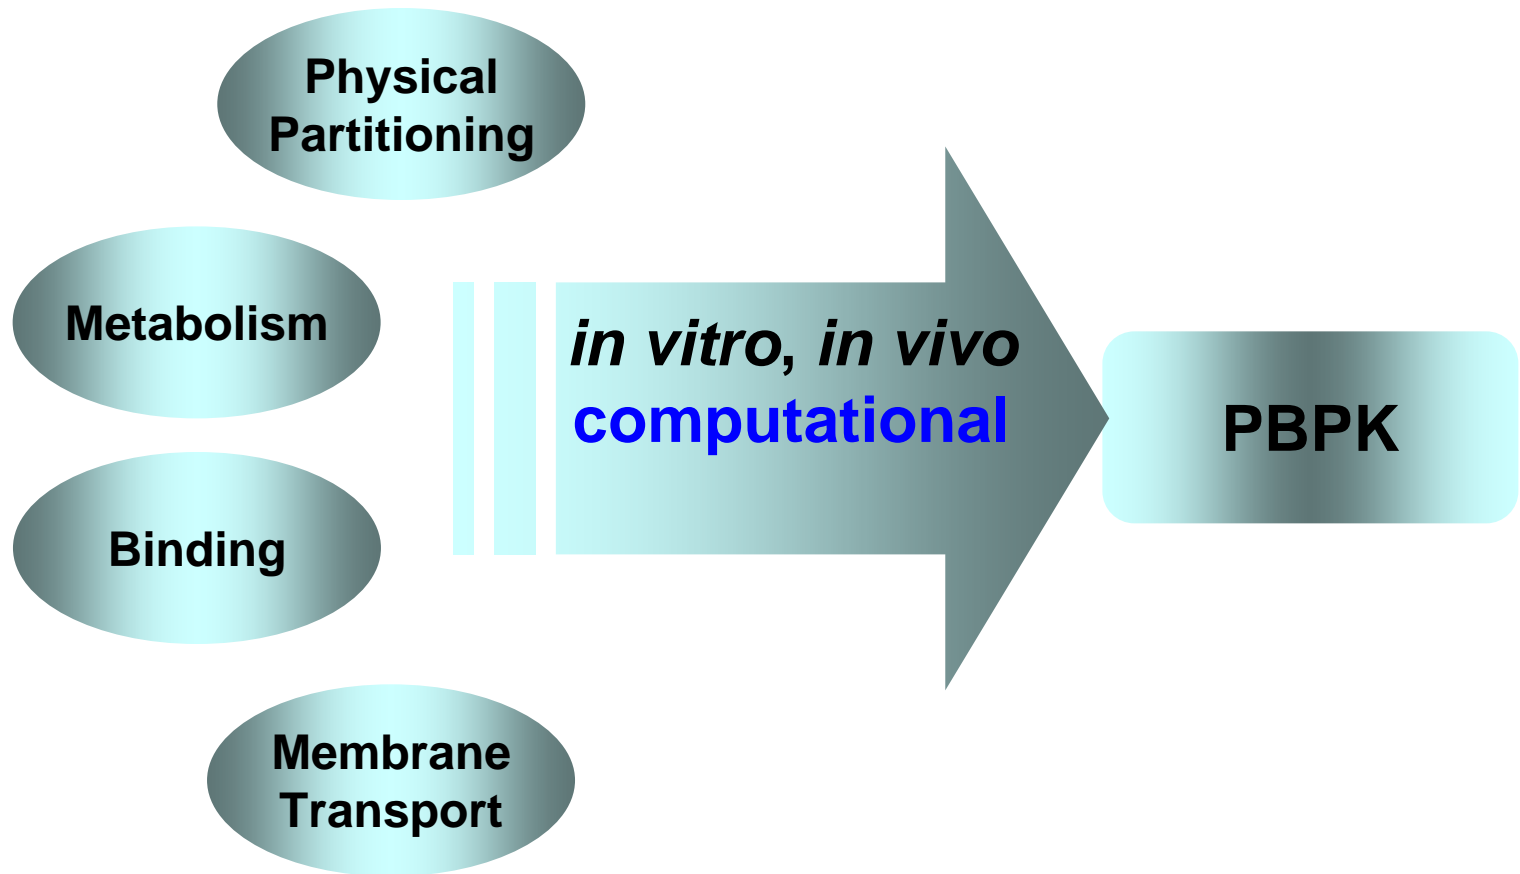 Physical
Partitioning
Metabolism
Binding
Membrane
Transport
in vitro, in vivo
computational
PBPK